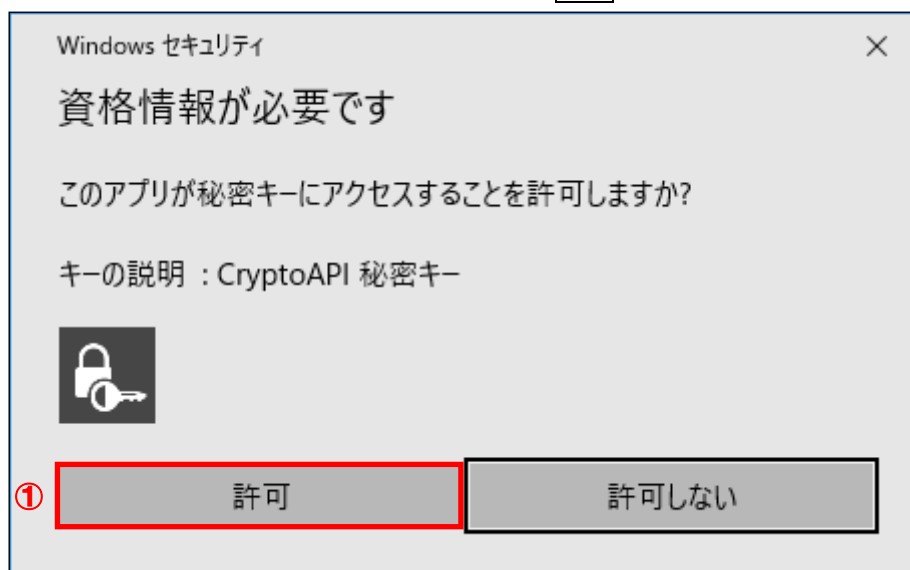 Windows セキュリティ
資格情報が必要です
このアプリが秘密キーにアクセスすることを許可しますか?
キーの説明 : CryptoAPI 秘密キー
① 許可 許可しない